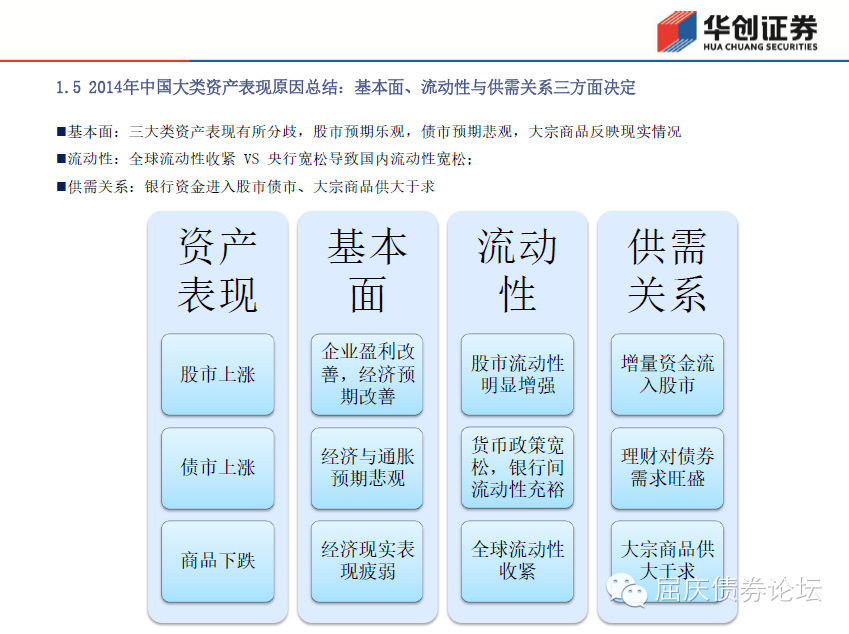 华创证券
HUA CHUANG SECURITIES
1.5 2014年中国大类资产表现原因总结：基本面、流动性与供需关系三方面决定
■基本面：三大类资产表现有所分歧，股市预期乐观，债市预期悲观，大宗商品反映现实情况
■流动性：全球流动性收紧 VS 央行宽松导致国内流动性宽松；
■供需关系：银行资金进入股市债市、大宗商品供大于求
资产
表现
股市上涨
债市上涨
商品下跌
基本
面
企业盈利改
善，经济预
期改善
经济与通胀
预期悲观
经济现实表
现疲弱
流动
性
股市流动性
明显增强
货币政策宽
松，银行间
流动性充裕
全球流动性
收紧
供需
关系
增量资金流
入股市
理财对债券
需求旺盛
大宗商品供
大于求
屈庆债券论坛